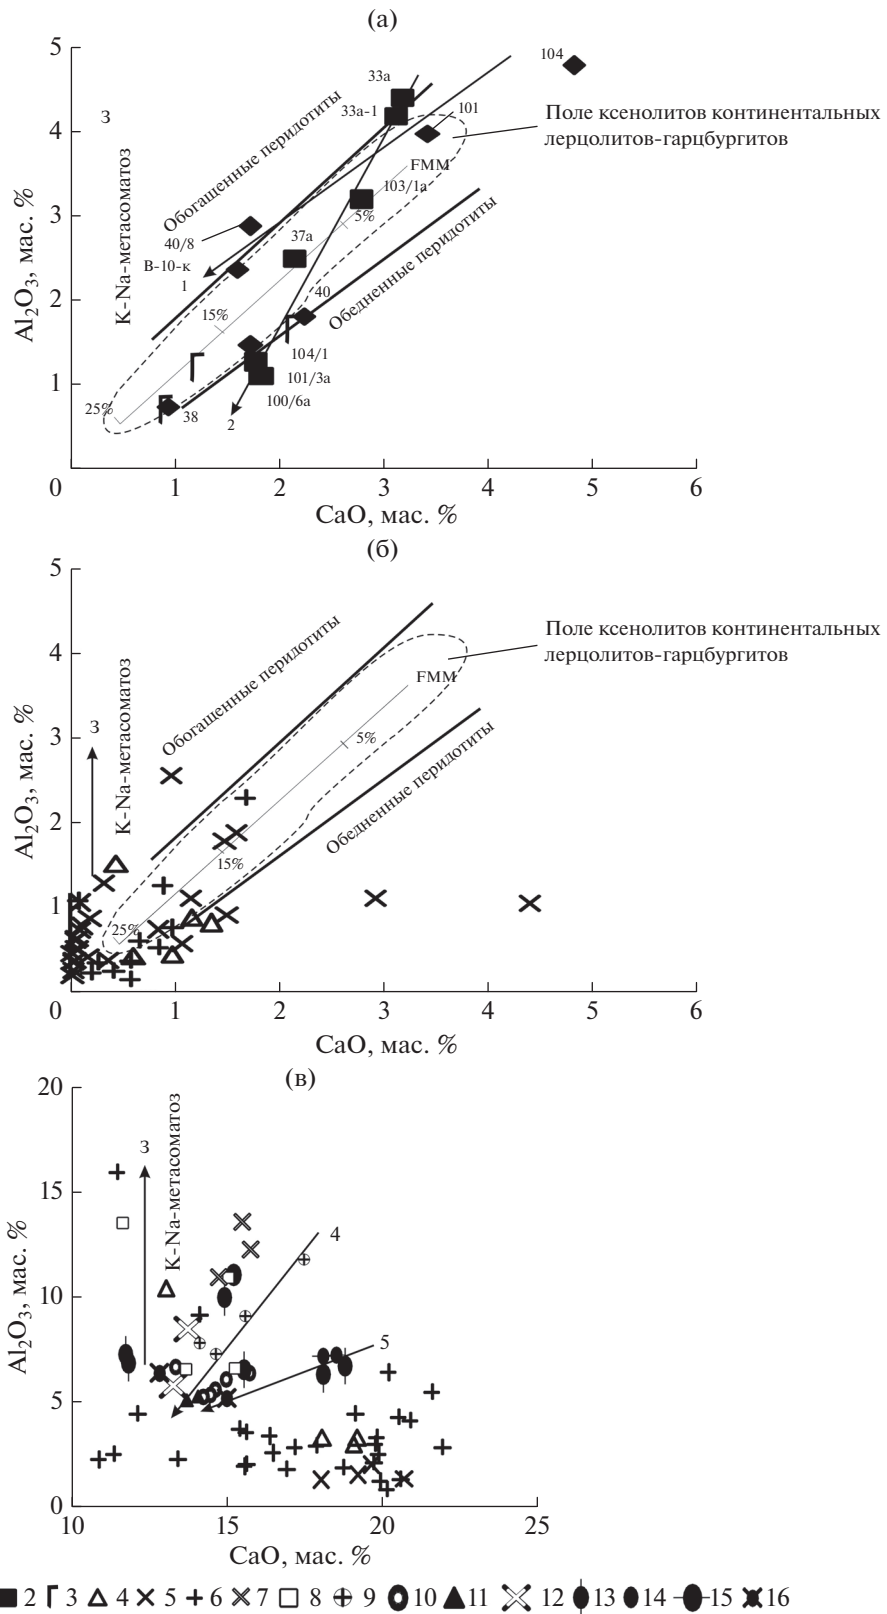 (а)
5
4
3
2
1
0
1
2
3
4
5
6
Al₂O₃, мас. %
CaO, мас. %
3
K-Na-метасоматоз
Обогащенные перидотиты
Обедненные перидотиты
33а
33а-1
104
101
Поле ксенолитов континентальных
лерцолитов-гарцбургитов
FMM
103/1а
5%
37а
40/8
В-10-к
1
40
15%
104/1
101/3а
100/6а
25%
38
2
(б)
5
4
3
2
1
0
1
2
3
4
5
6
Al₂O₃, мас. %
CaO, мас. %
3
K-Na-метасоматоз
Обогащенные перидотиты
Обедненные перидотиты
Поле ксенолитов континентальных
лерцолитов-гарцбургитов
FMM
5%
15%
25%
(в)
20
15
10
5
0
10
15
20
25
Al₂O₃, мас. %
CaO, мас. %
3
K-Na-метасоматоз
4
5
2 3 4 5 6 7 8 9 10 11 12 13 14 15 16